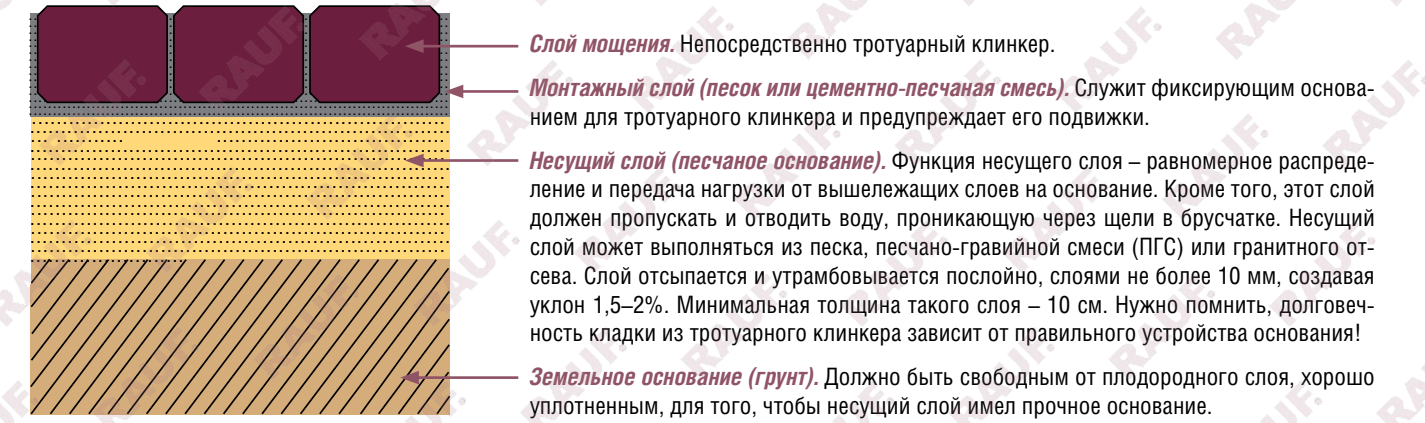 Слой мощения. Непосредственно тротуарный клинкер.
Монтажный слой (песок или цементно-песчаная смесь). Служит фиксирующим основа-
нием для тротуарного клинкера и предупреждает его подвижки.
Несущий слой (песчаное основание). Функция несущего слоя – равномерное распреде-
ление и передача нагрузки от вышележащих слоев на основание. Кроме того, этот слой
должен пропускать и отводить воду, проникающую через щели в брусчатке. Несущий
слой может выполняться из песка, песчано-гравийной смеси (ПГС) или гранитного от-
сева. Слой отсыпается и утрамбовывается послойно, слоями не более 10 мм, создавая
уклон 1,5–2%. Минимальная толщина такого слоя – 10 см. Нужно помнить, долговеч-
ность кладки из тротуарного клинкера зависит от правильного устройства основания!
Земельное основание (грунт). Должно быть свободным от плодородного слоя, хорошо
уплотненным, для того, чтобы несущий слой имел прочное основание.
RAUF.